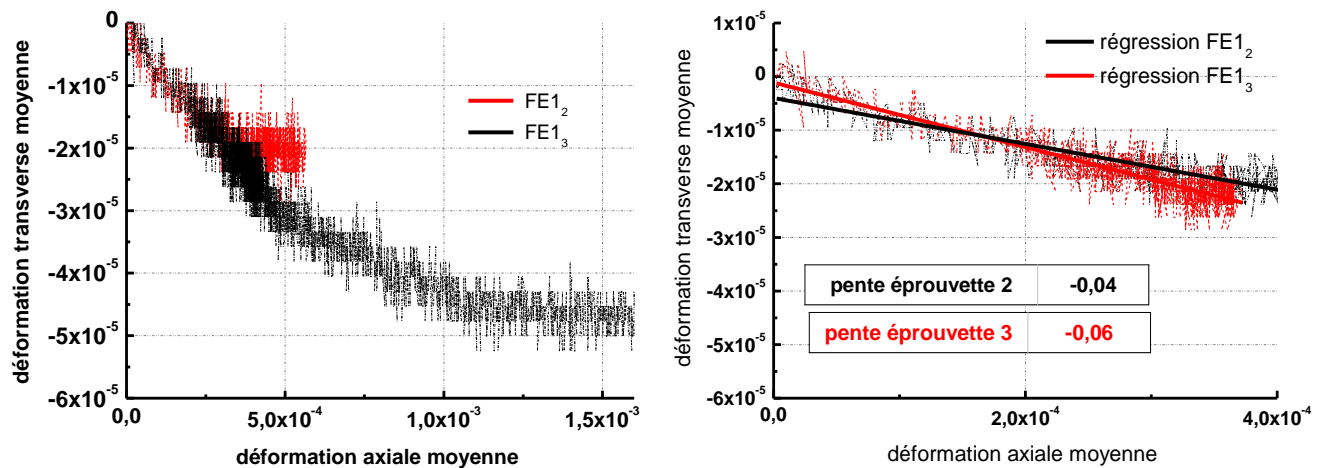 0
-1x10⁻⁵
-2x10⁻⁵
-3x10⁻⁵
-4x10⁻⁵
-5x10⁻⁵
-6x10⁻⁵
0,0
5,0x10⁻⁴
1,0x10⁻³
1,5x10⁻³
déformation transverse moyenne
déformation axiale moyenne
FE1₂
FE1₃
1x10⁻⁵
0
-1x10⁻⁵
-2x10⁻⁵
-3x10⁻⁵
-4x10⁻⁵
-5x10⁻⁵
-6x10⁻⁵
0,0
2,0x10⁻⁴
4,0x10⁻⁴
déformation transverse moyenne
déformation axiale moyenne
régression FE1₂
régression FE1₃
pente éprouvette 2 -0,04
pente éprouvette 3 -0,06